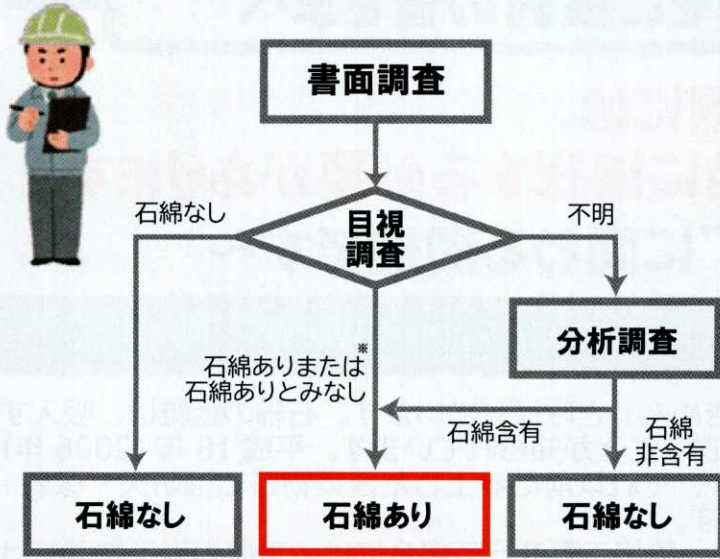 書面調査
石綿なし
目視
調査
不明
分析調査
※
石綿ありまたは
石綿ありとみなし
石綿含有
石綿
非含有
石綿なし
石綿あり
石綿なし